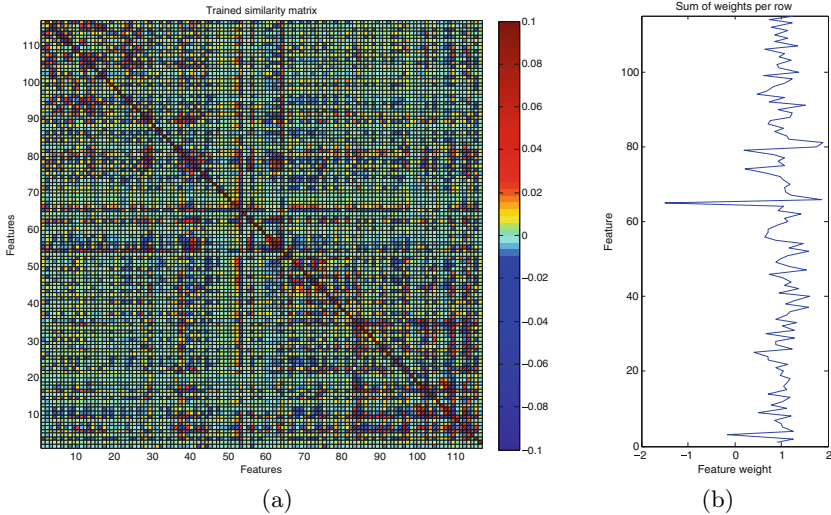 Trained similarity matrix
110
100
90
80
70
60
50
40
30
20
10
Features
10 20 30 40 50 60 70 80 90 100 110
Features
0.1
0.08
0.06
0.04
0.02
0
−0.02
−0.04
−0.06
−0.08
−0.1
(a)
Sum of weights per row
100
80
60
40
20
0
Feature
−2 −1 0 1 2
Feature weight
(b)